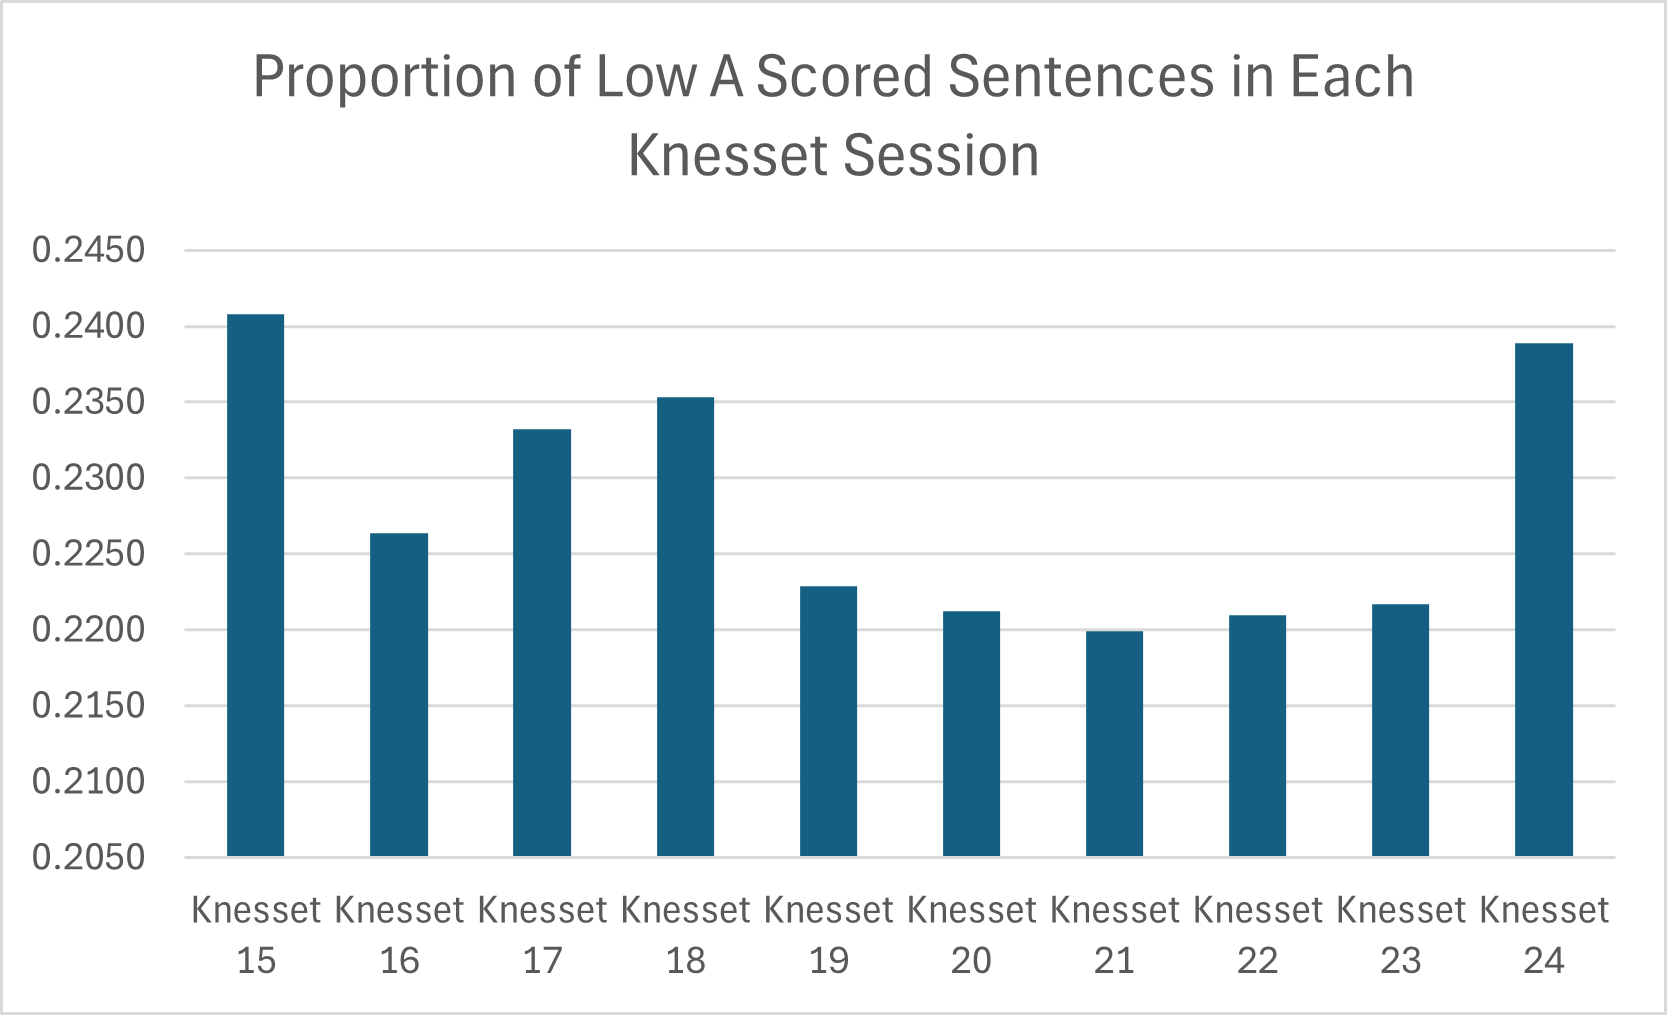 Proportion of Low A Scored Sentences in Each
Knesset Session
0.2450
0.2400
0.2350
0.2300
0.2250
0.2200
0.2150
0.2100
0.2050
Knesset Knesset Knesset Knesset Knesset Knesset Knesset Knesset Knesset Knesset
15 16 17 18 19 20 21 22 23 24